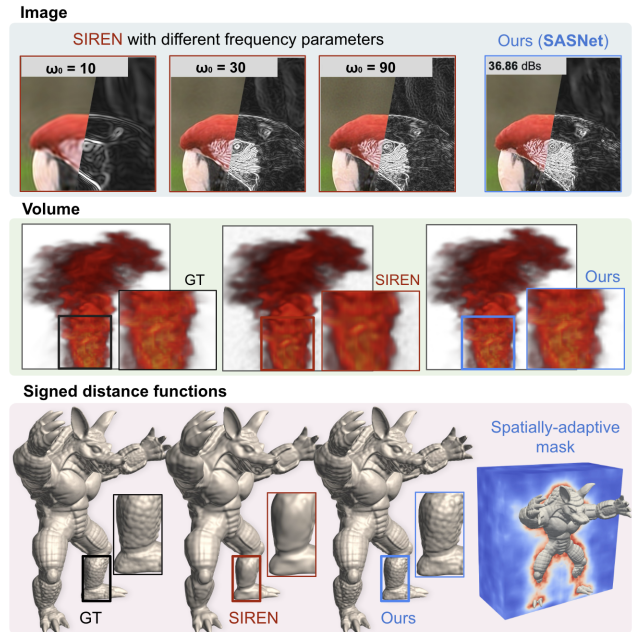 Image
SIREN with different frequency parameters
Ours (SASNet)
ω₀ = 10
ω₀ = 30
ω₀ = 90
36.86 dBs
Volume
GT
SIREN
Ours
Signed distance functions
Spatially-adaptive
mask
GT
SIREN
Ours